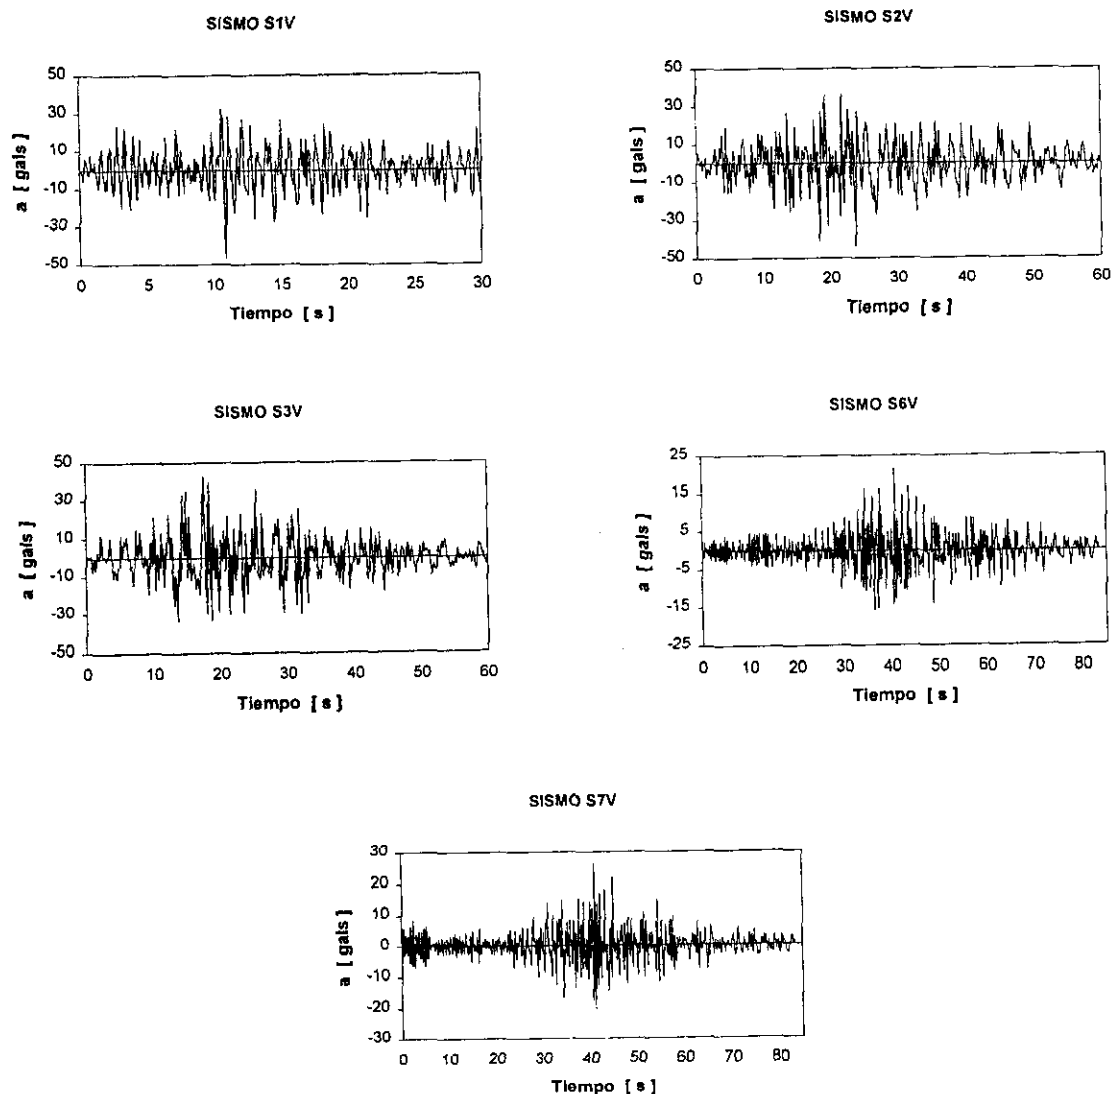 SISMO S1V
50
30
10
-10
-30
-50
a [ gals ]
0 5 10 15 20 25 30
Tiempo [ s ]
SISMO S2V
50
30
10
-10
-30
-50
a [ gals ]
0 10 20 30 40 50 60
Tiempo [ s ]
SISMO S3V
50
30
10
-10
-30
-50
a [ gals ]
0 10 20 30 40 50 60
Tiempo [ s ]
SISMO S6V
25
15
5
-5
-15
-25
a [ gals ]
0 10 20 30 40 50 60 70 80
Tiempo [ s ]
SISMO S7V
30
20
10
0
-10
-20
-30
a [ gals ]
0 10 20 30 40 50 60 70 80
Tiempo [ s ]